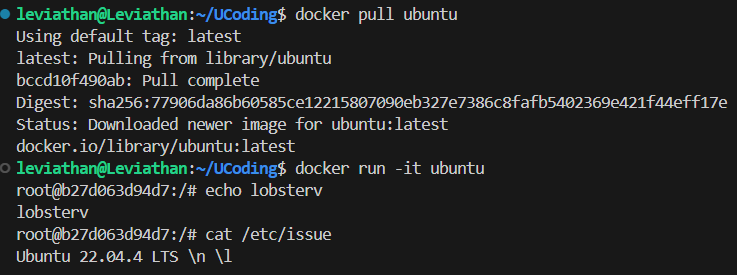 leviathan@Leviathan:~/UCoding$ docker pull ubuntu
Using default tag: latest
latest: Pulling from library/ubuntu
bccd10f490ab: Pull complete
Digest: sha256:77906da86b60585ce12215807090eb327e7386c8fafb5402369e421f44eff17e
Status: Downloaded newer image for ubuntu:latest
docker.io/library/ubuntu:latest
leviathan@Leviathan:~/UCoding$ docker run -it ubuntu
root@b27d063d94d7:/# echo lobsterv
lobsterv
root@b27d063d94d7:/# cat /etc/issue
Ubuntu 22.04.4 LTS \n \l